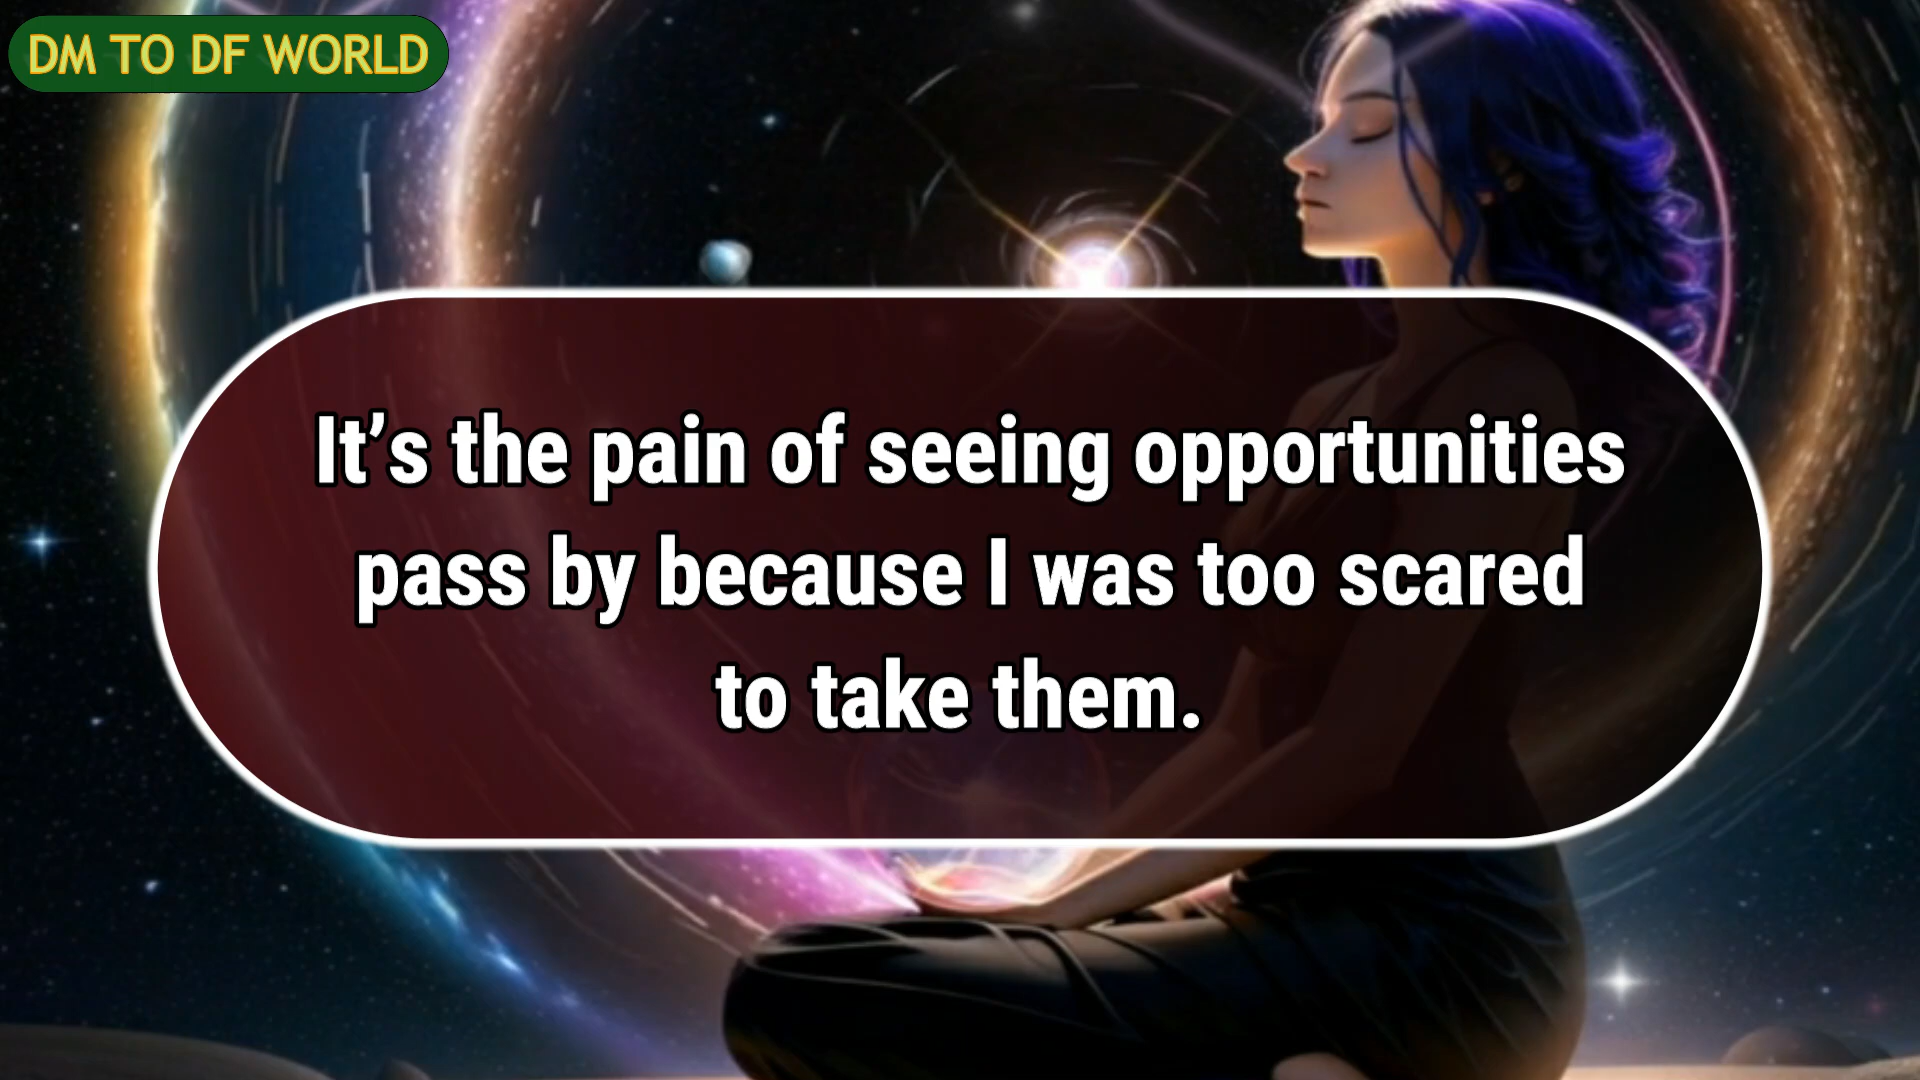 DM TO DF WORLD
It’s the pain of seeing opportunities
pass by because I was too scared
to take them.